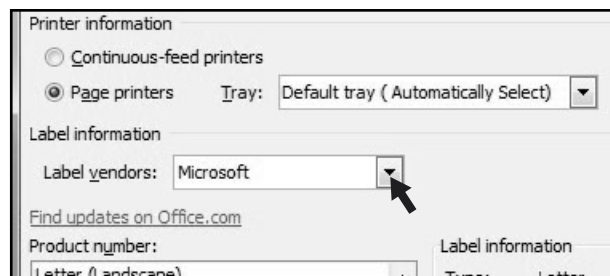 Printer information
Continuous-feed printers
Page printers Tray: Default tray ( Automatically Select)
Label information
Label vendors: Microsoft
Find updates on Office.com
Product number: Label information
Letter (Landscape) Type: Letter